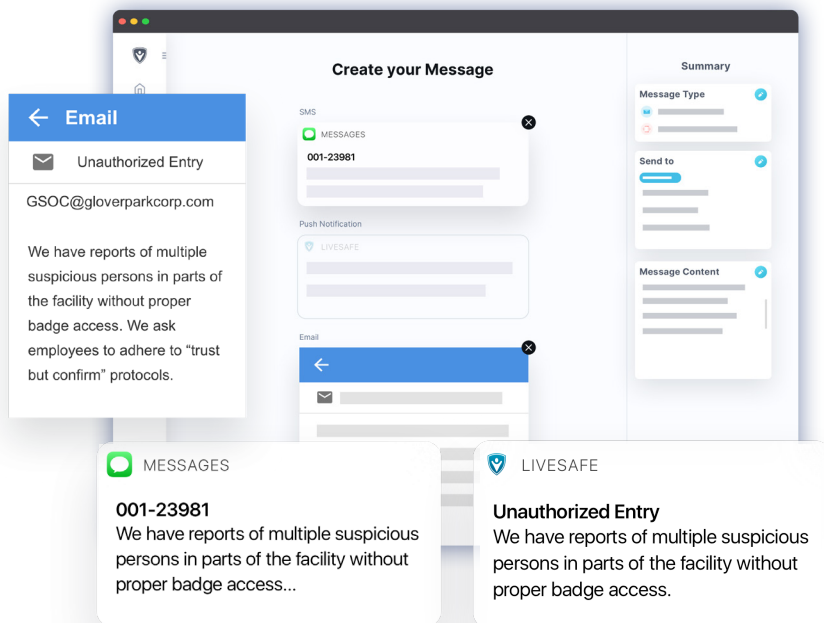 Create your Message
Summary
SMS
MESSAGES
001-23981
Push Notification
LIVESAFE
Email
Message Type
Send to
Message Content
Email
Unauthorized Entry
GSOC@gloverparkcorp.com
We have reports of multiple
suspicious persons in parts of
the facility without proper
badge access. We ask
employees to adhere to “trust
but confirm” protocols.
MESSAGES
001-23981
We have reports of multiple suspicious
persons in parts of the facility without
proper badge access...
LIVESAFE
Unauthorized Entry
We have reports of multiple suspicious
persons in parts of the facility without
proper badge access.